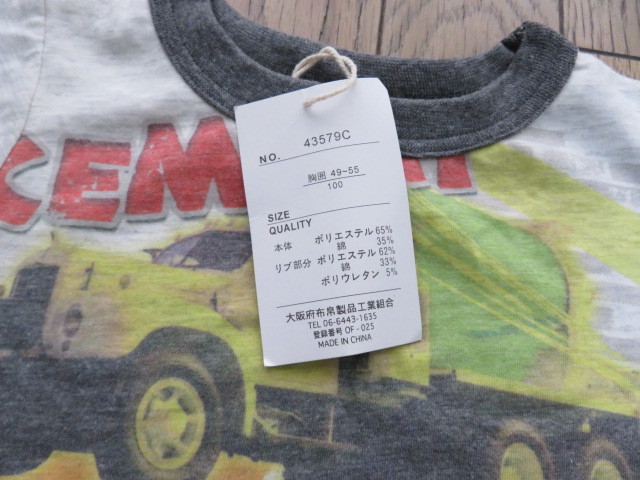 CEMENT
NO. 43579C
胸囲 49~55
100
SIZE
QUALITY
本体 ポリエステル 65%
綿 35%
リブ部分 ポリエステル 62%
綿 33%
ポリウレタン 5%
大阪府布帛製品工業組合
TEL 06-6443-1635
登録番号 OF-025
MADE IN CHINA